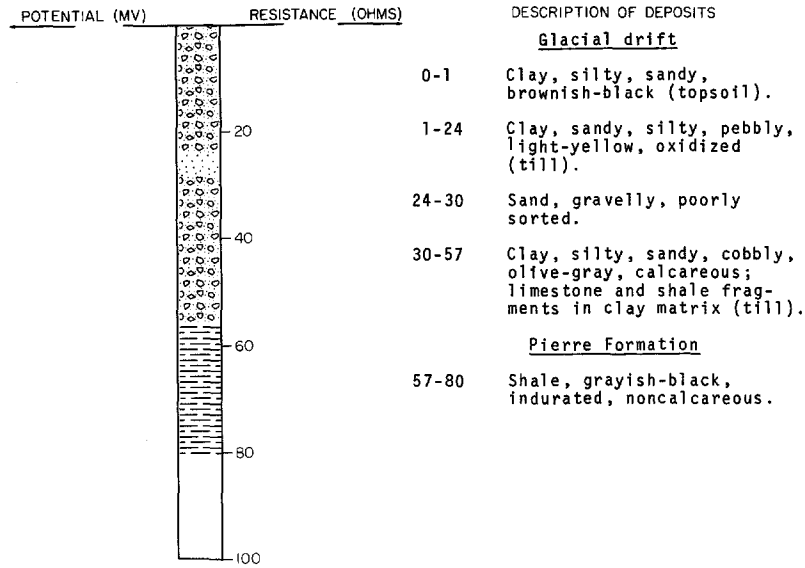 POTENTIAL (MV) RESISTANCE (OHMS) DESCRIPTION OF DEPOSITS
Glacial drift
0-1 Clay, silty, sandy,
brownish-black (topsoil).
20
1-24 Clay, sandy, silty, pebbly,
light-yellow, oxidized
(till).
24-30 Sand, gravelly, poorly
sorted.
40
30-57 Clay, silty, sandy, cobbly,
olive-gray, calcareous;
limestone and shale frag-
ments in clay matrix (till).
60
Pierre Formation
57-80 Shale, grayish-black,
indurated, noncalcareous.
80
100